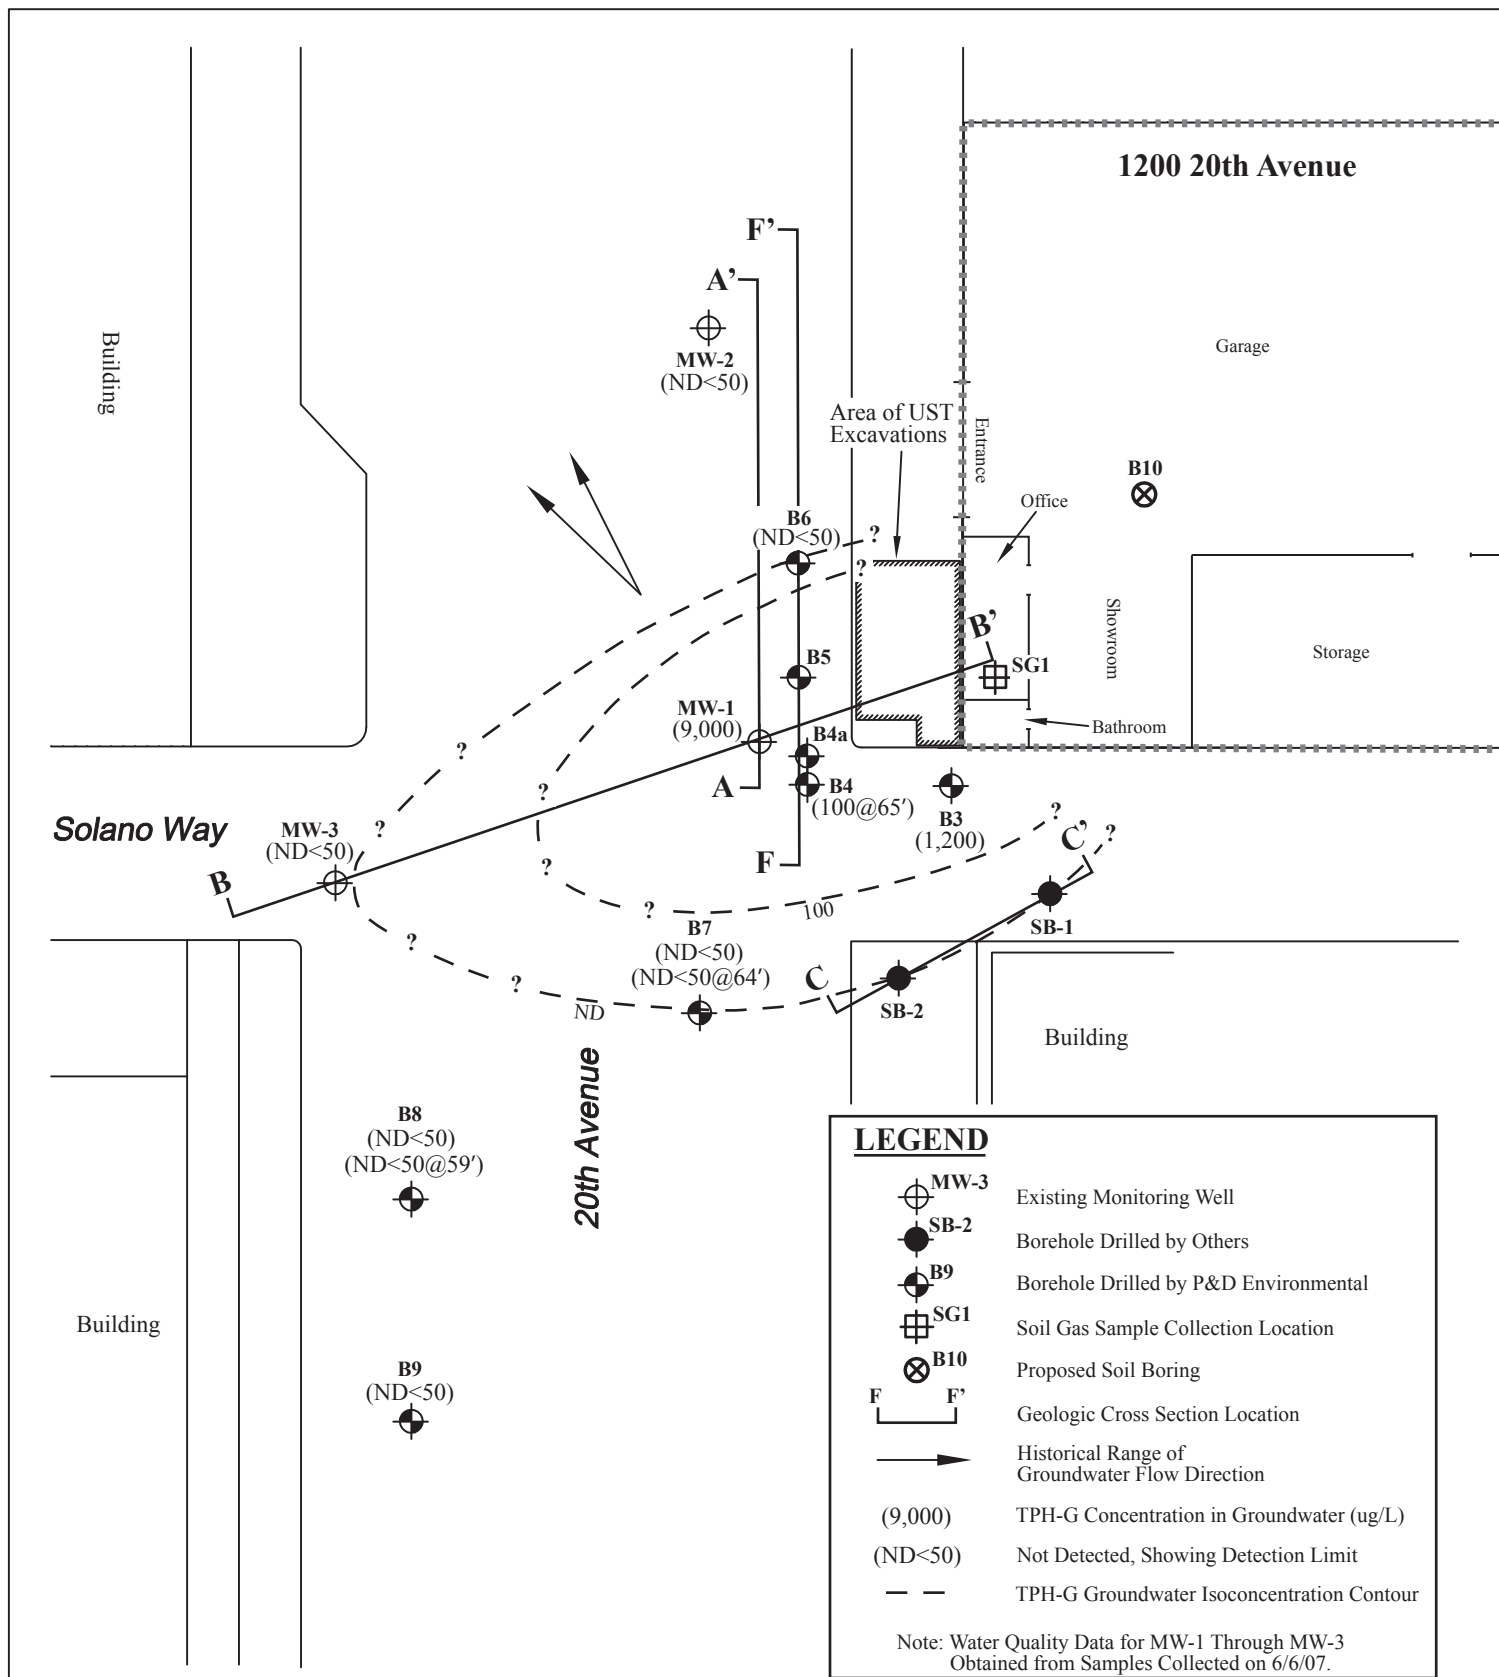 1200 20th Avenue
F’
A’
Building
MW-2
(ND<50)
Garage
Area of UST
Excavations
Entrance
B10
Office
B6
(ND<50)
?
?
B’
SG1
Showroom
Storage
B5
MW-1
(9,000)
Bathroom
B4a
?
A
B4
(100@65′)
?
B3
(1,200)
?
?
C’
Solano Way
MW-3
(ND<50)
?
F
?
B
?
100
SB-1
B7
(ND<50)
(ND<50@64′)
?
?
ND
C
SB-2
Building
20th Avenue
B8
(ND<50)
(ND<50@59′)
Building
B9
(ND<50)
LEGEND
MW-3
Existing Monitoring Well
SB-2
Borehole Drilled by Others
B9
Borehole Drilled by P&D Environmental
SG1
Soil Gas Sample Collection Location
B10
Proposed Soil Boring
F F’
Geologic Cross Section Location
Historical Range of
Groundwater Flow Direction
(9,000) TPH-G Concentration in Groundwater (ug/L)
(ND<50) Not Detected, Showing Detection Limit
TPH-G Groundwater Isoconcentration Contour
Note: Water Quality Data for MW-1 Through MW-3
Obtained from Samples Collected on 6/6/07.